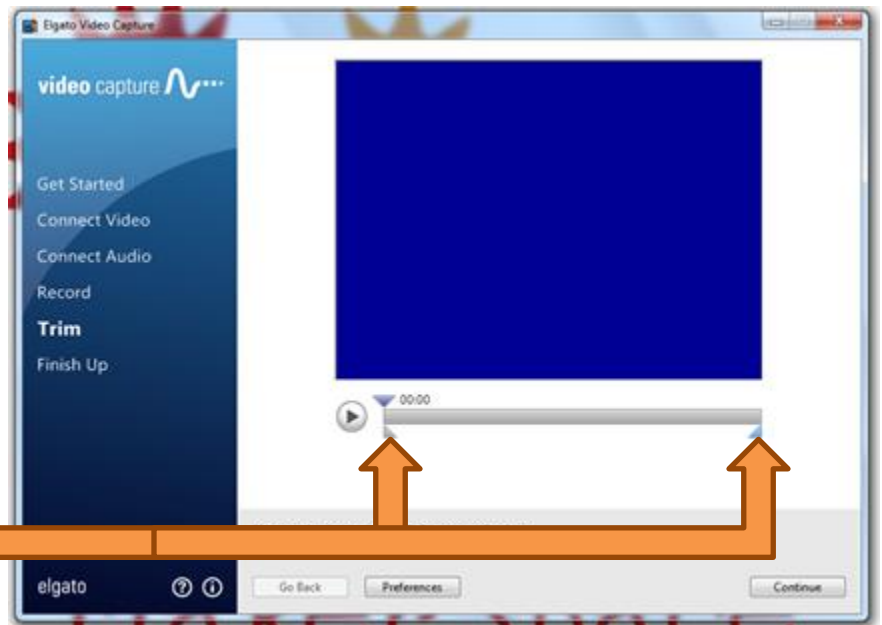 Elgato Video Capture
video capture
Get Started
Connect Video
Connect Audio
Record
Trim
Finish Up
00:00
elgato
Go Back
Preferences
Continue